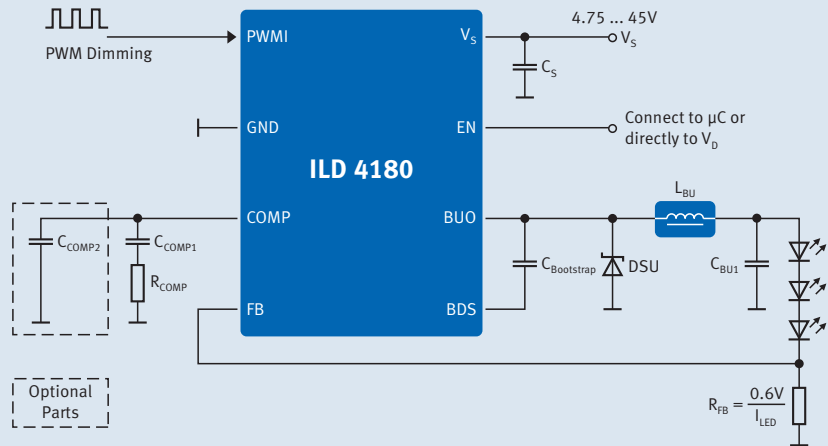 4.75 ... 45V
PWM Dimming
PWMI
V_S
V_S
C_S
GND
EN
Connect to µC or
directly to V_D
ILD 4180
L_BU
COMP
BUO
C_COMP2
C_COMP1
R_COMP
C_Bootstrap
DSU
C_BU1
FB
BDS
Optional
Parts
R_FB = 0.6V / I_LED